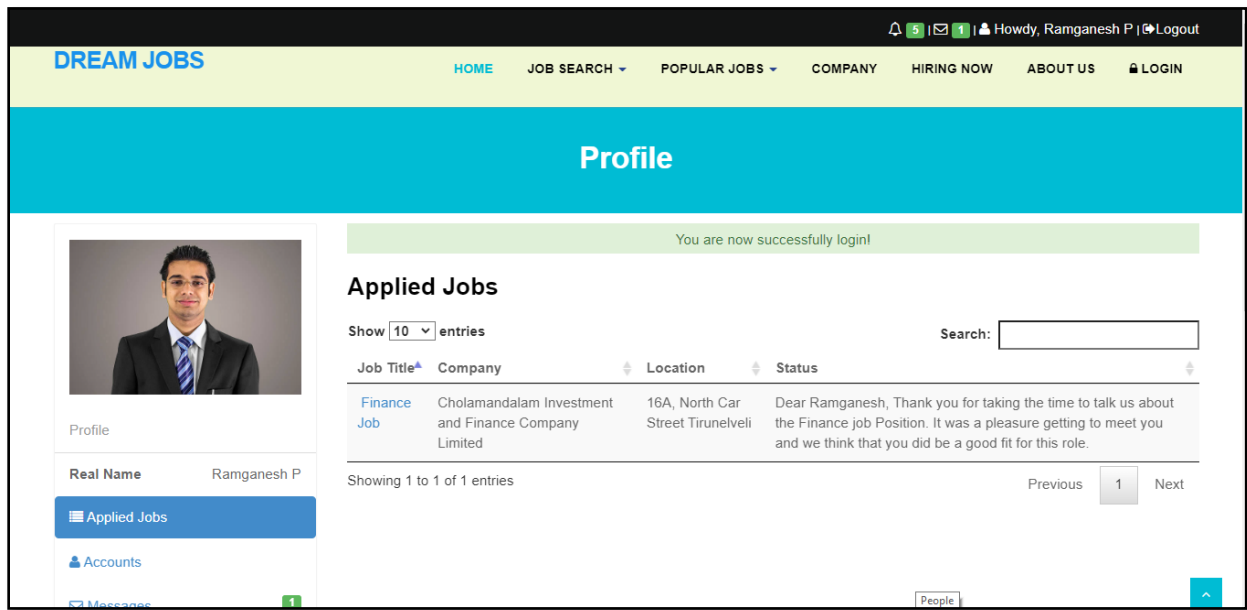 5 | 1 | Howdy, Ramganesh P | Logout
DREAM JOBS
HOME JOB SEARCH POPULAR JOBS COMPANY HIRING NOW ABOUT US LOGIN
Profile
You are now successfully login!
Applied Jobs
Show 10 entries Search:
Job Title Company Location Status
Finance Cholamandalam Investment 16A, North Car Dear Ramganesh, Thank you for taking the time to talk us about
Job and Finance Company Street Tirunelveli the Finance job Position. It was a pleasure getting to meet you
Limited and we think that you did be a good fit for this role.
Showing 1 to 1 of 1 entries Previous 1 Next
Profile
Real Name Ramganesh P
Applied Jobs
Accounts
Messages 1
People